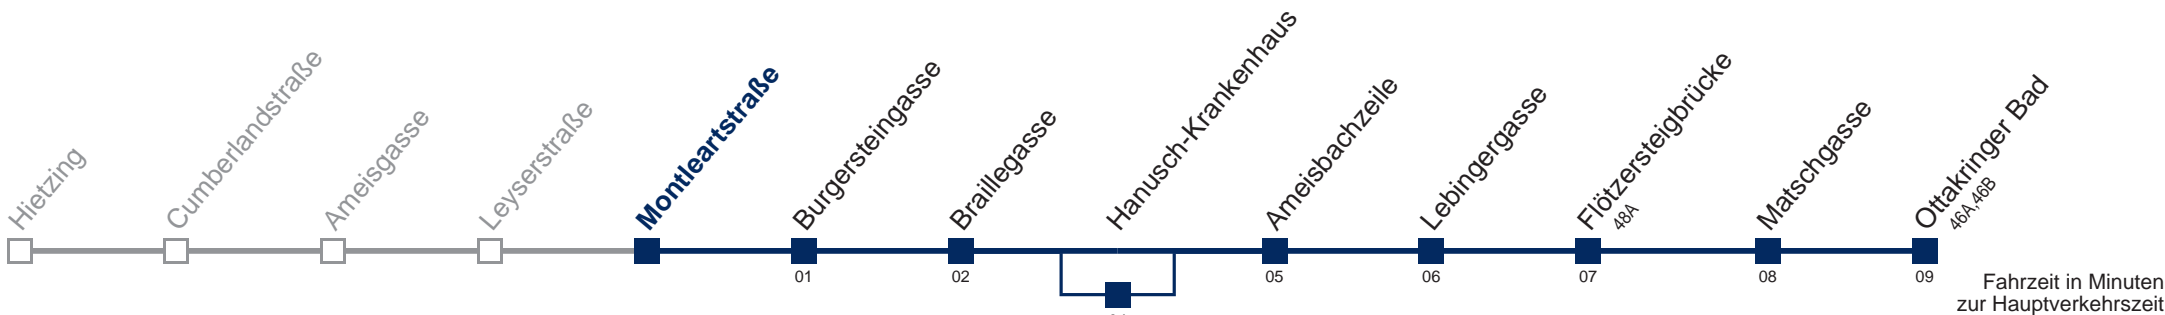 Hietzing
Cumberlandstraße
Ameisgasse
Leyserstraße
Montleartstraße
Burgersteingasse
Braillegasse
Hanusch-Krankenhaus
Ameisbachzeile
Lebingergasse
Flötzersteigbrücke
48A
Matschgasse
Ottakringer Bad
46A,46B
01
02
05
06
07
08
09
Fahrzeit in Minuten
zur Hauptverkehrszeit